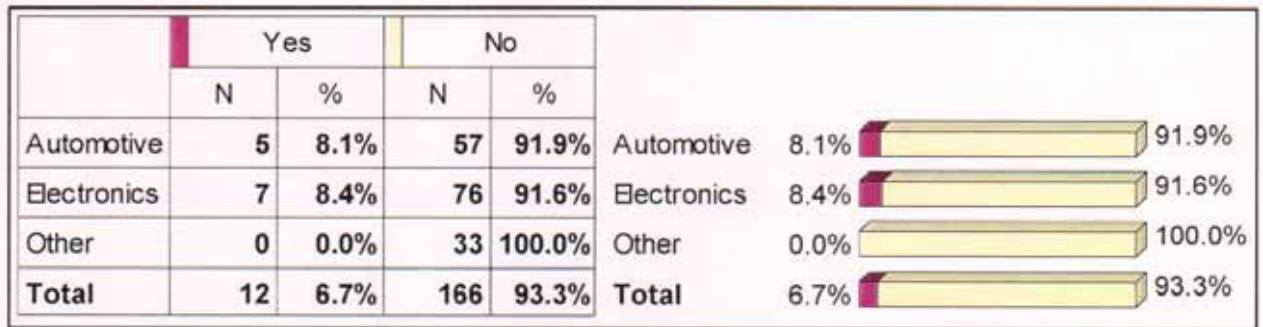 Yes No
N % N %
Automotive 5 8.1% 57 91.9% Automotive 8.1% 91.9%
Electronics 7 8.4% 76 91.6% Electronics 8.4% 91.6%
Other 0 0.0% 33 100.0% Other 0.0% 100.0%
Total 12 6.7% 166 93.3% Total 6.7% 93.3%